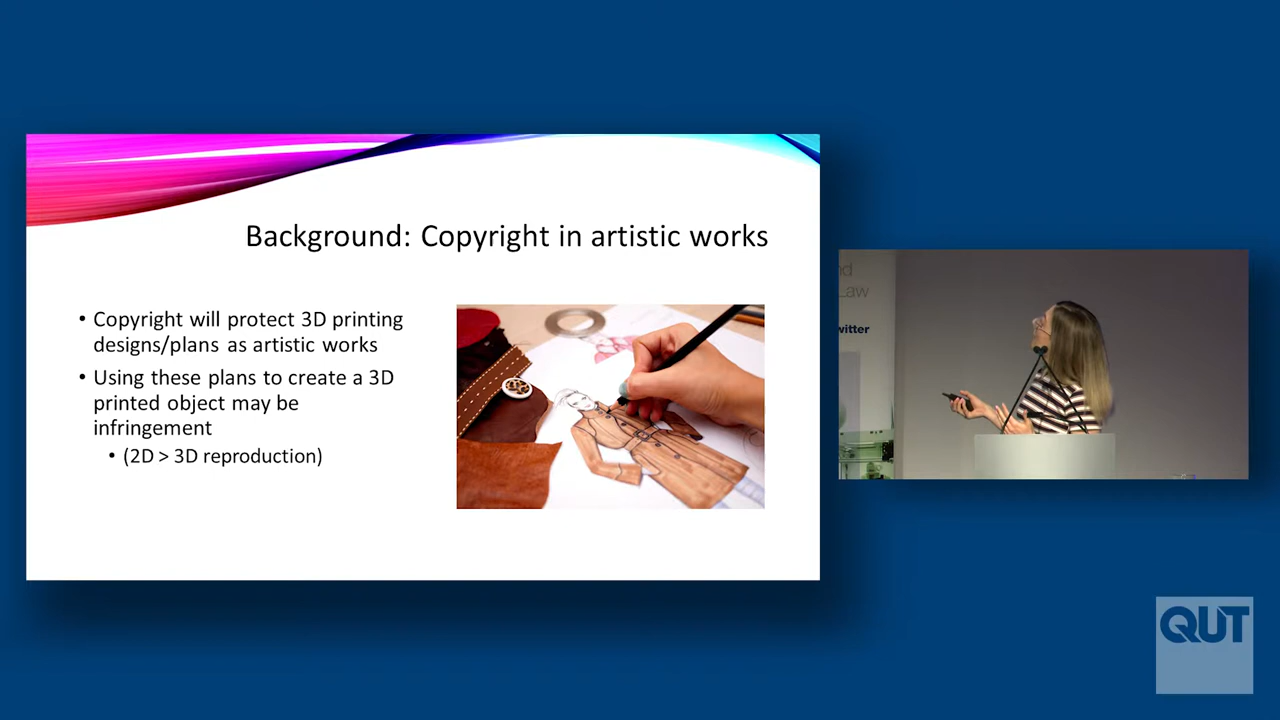 Background: Copyright in artistic works
• Copyright will protect 3D printing
designs/plans as artistic works
• Using these plans to create a 3D
printed object may be
infringement
• (2D > 3D reproduction)
Law
QUT